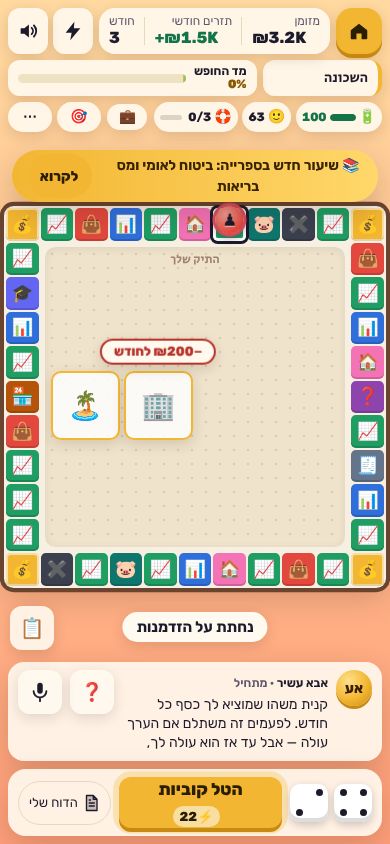 מזומן
₪3.2K
תזרים חודשי
+₪1.5K
חודש
3
השכונה
מד החופש
0%
100
63
0/3
...
שיעור חדש בספרייה: ביטוח לאומי ומס
בריאות
לקרוא
התיק שלך
−₪200 לחודש
נחתת על הזדמנות
אע
אבא עשיר • מתחיל
קנית משהו שמוציא לך כסף כל
חודש. לפעמים זה משתלם אם הערך
עולה — אבל עד אז הוא עולה לך,
הטל קוביות
22
הדוח שלי